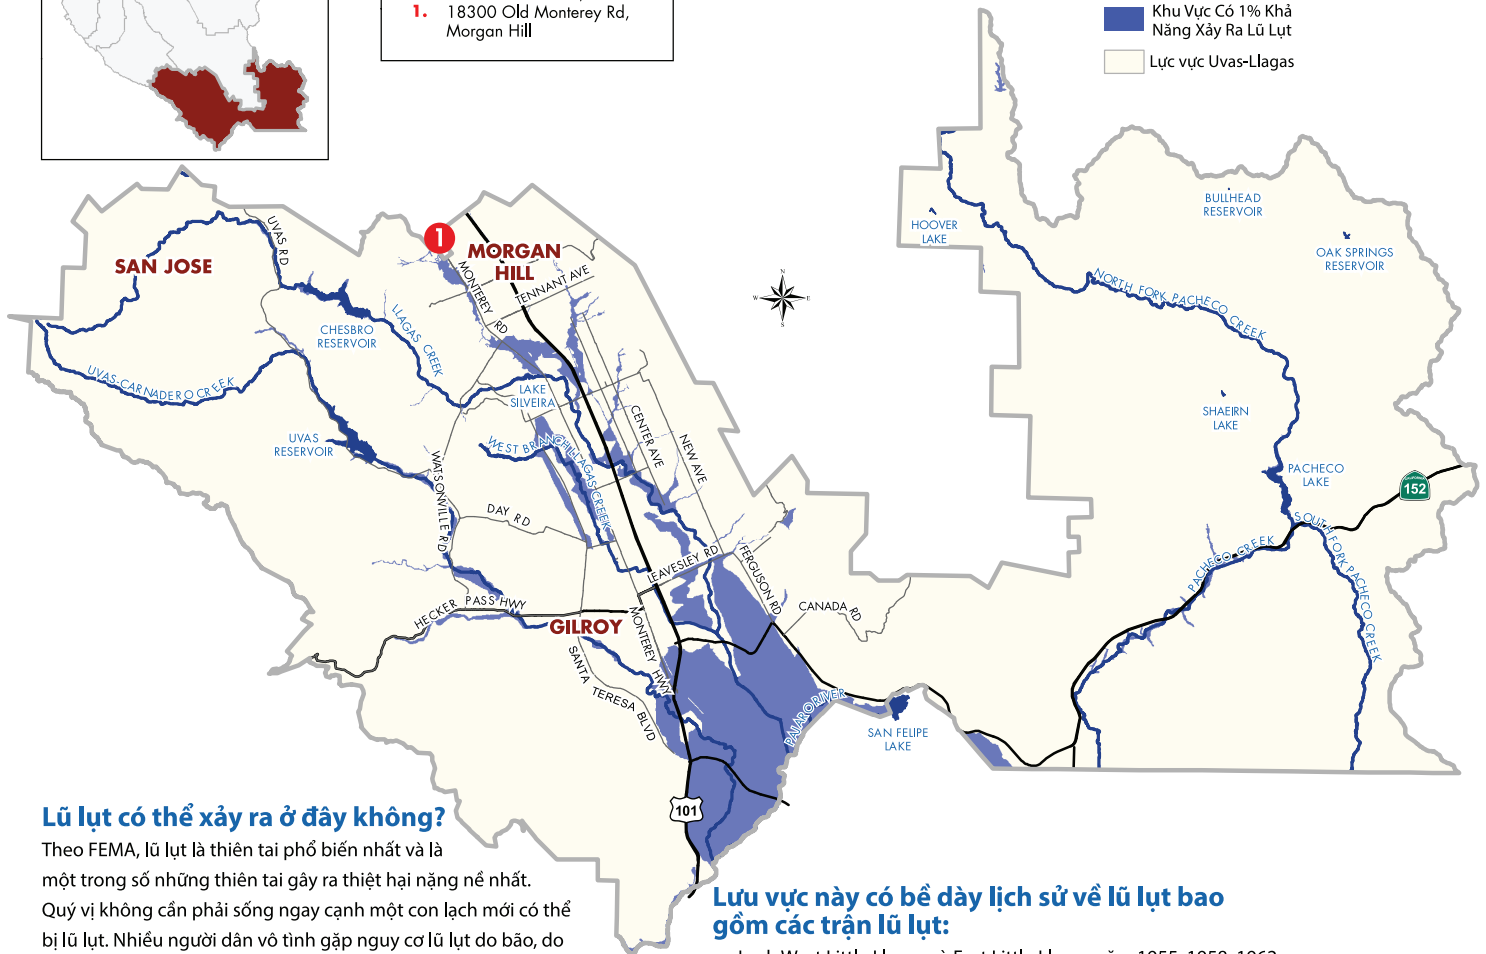 1. 18300 Old Monterey Rd,
Morgan Hill
Khu Vực Có 1% Khả
Năng Xảy Ra Lũ Lụt
Lực vực Uvas-Llagas
1
SAN JOSE
MORGAN
HILL
GILROY
UVAS RD
MONTEREY RD
TENNANT AVE
CHESBRO
RESERVOIR
LLAGAS CREEK
UVAS-CARNADERO CREEK
LAKE
SILVEIRA
UVAS
RESERVOIR
WEST BRANCH LLAGAS CREEK
CENTER AVE
NEW AVE
WATSONVILLE RD
DAY RD
LEAVESLEY RD
FERGUSON RD
CANADA RD
HECKER PASS HWY
MONTEREY HWY
SANTA TERESA BLVD
PAJARO RIVER
SAN FELIPE
LAKE
101
N
W
E
S
HOOVER
LAKE
BULLHEAD
RESERVOIR
OAK SPRINGS
RESERVOIR
NORTH FORK PACHECO CREEK
SHAEIRN
LAKE
PACHECO
LAKE
CALIFORNIA
152
SOUTH FORK PACHECO CREEK
PACHECO CREEK
Lũ lụt có thể xảy ra ở đây không?
Theo FEMA, lũ lụt là thiên tai phổ biến nhất và là
một trong số những thiên tai gây ra thiệt hại nặng nề nhất.
Quý vị không cần phải sống ngay cạnh một con lạch mới có thể
bị lũ lụt. Nhiều người dân vô tình gặp nguy cơ lũ lụt do bão, do
Lưu vực này có bề dày lịch sử về lũ lụt bao
gồm các trận lũ lụt: